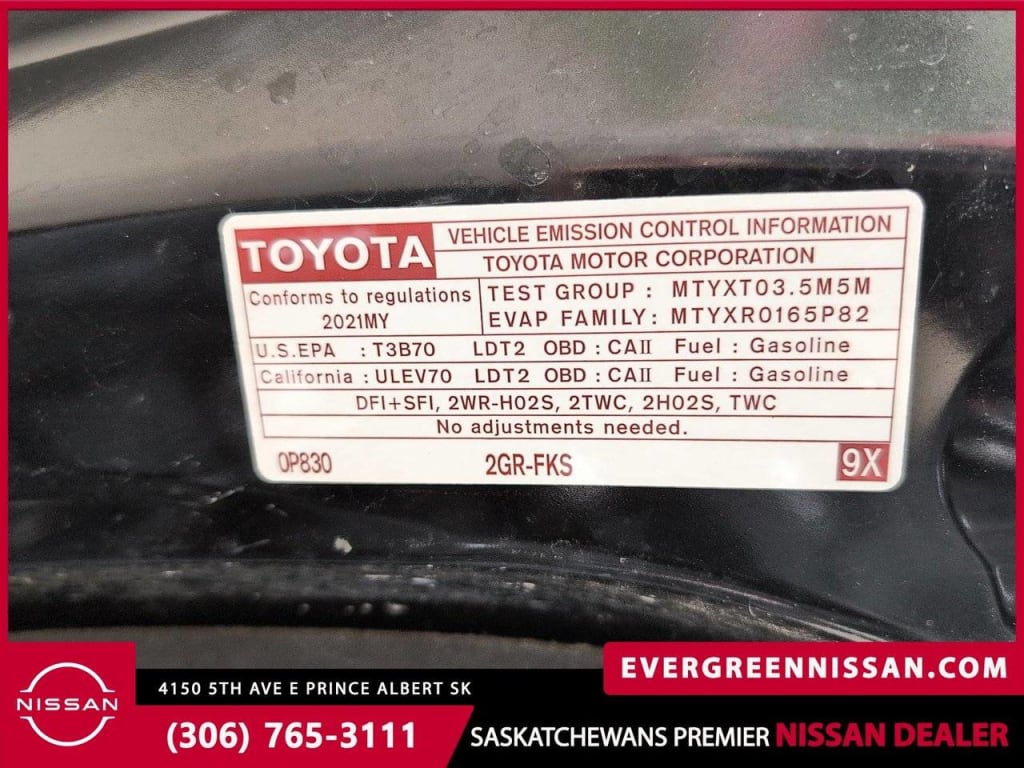 TOYOTA VEHICLE EMISSION CONTROL INFORMATION
TOYOTA MOTOR CORPORATION
Conforms to regulations
2021MY
TEST GROUP : MTYXT03.5M5M
EVAP FAMILY: MTYXR0165P82
U.S.EPA : T3B70 LDT2 OBD : CAII Fuel : Gasoline
California : ULEV70 LDT2 OBD : CAII Fuel : Gasoline
DFI+SFI, 2WR-HO2S, 2TWC, 2HO2S, TWC
No adjustments needed.
0P830 2GR-FKS 9X
EVERGREENNISSAN.COM
NISSAN
4150 5TH AVE E PRINCE ALBERT SK
(306) 765-3111
SASKATCHEWANS PREMIER NISSAN DEALER